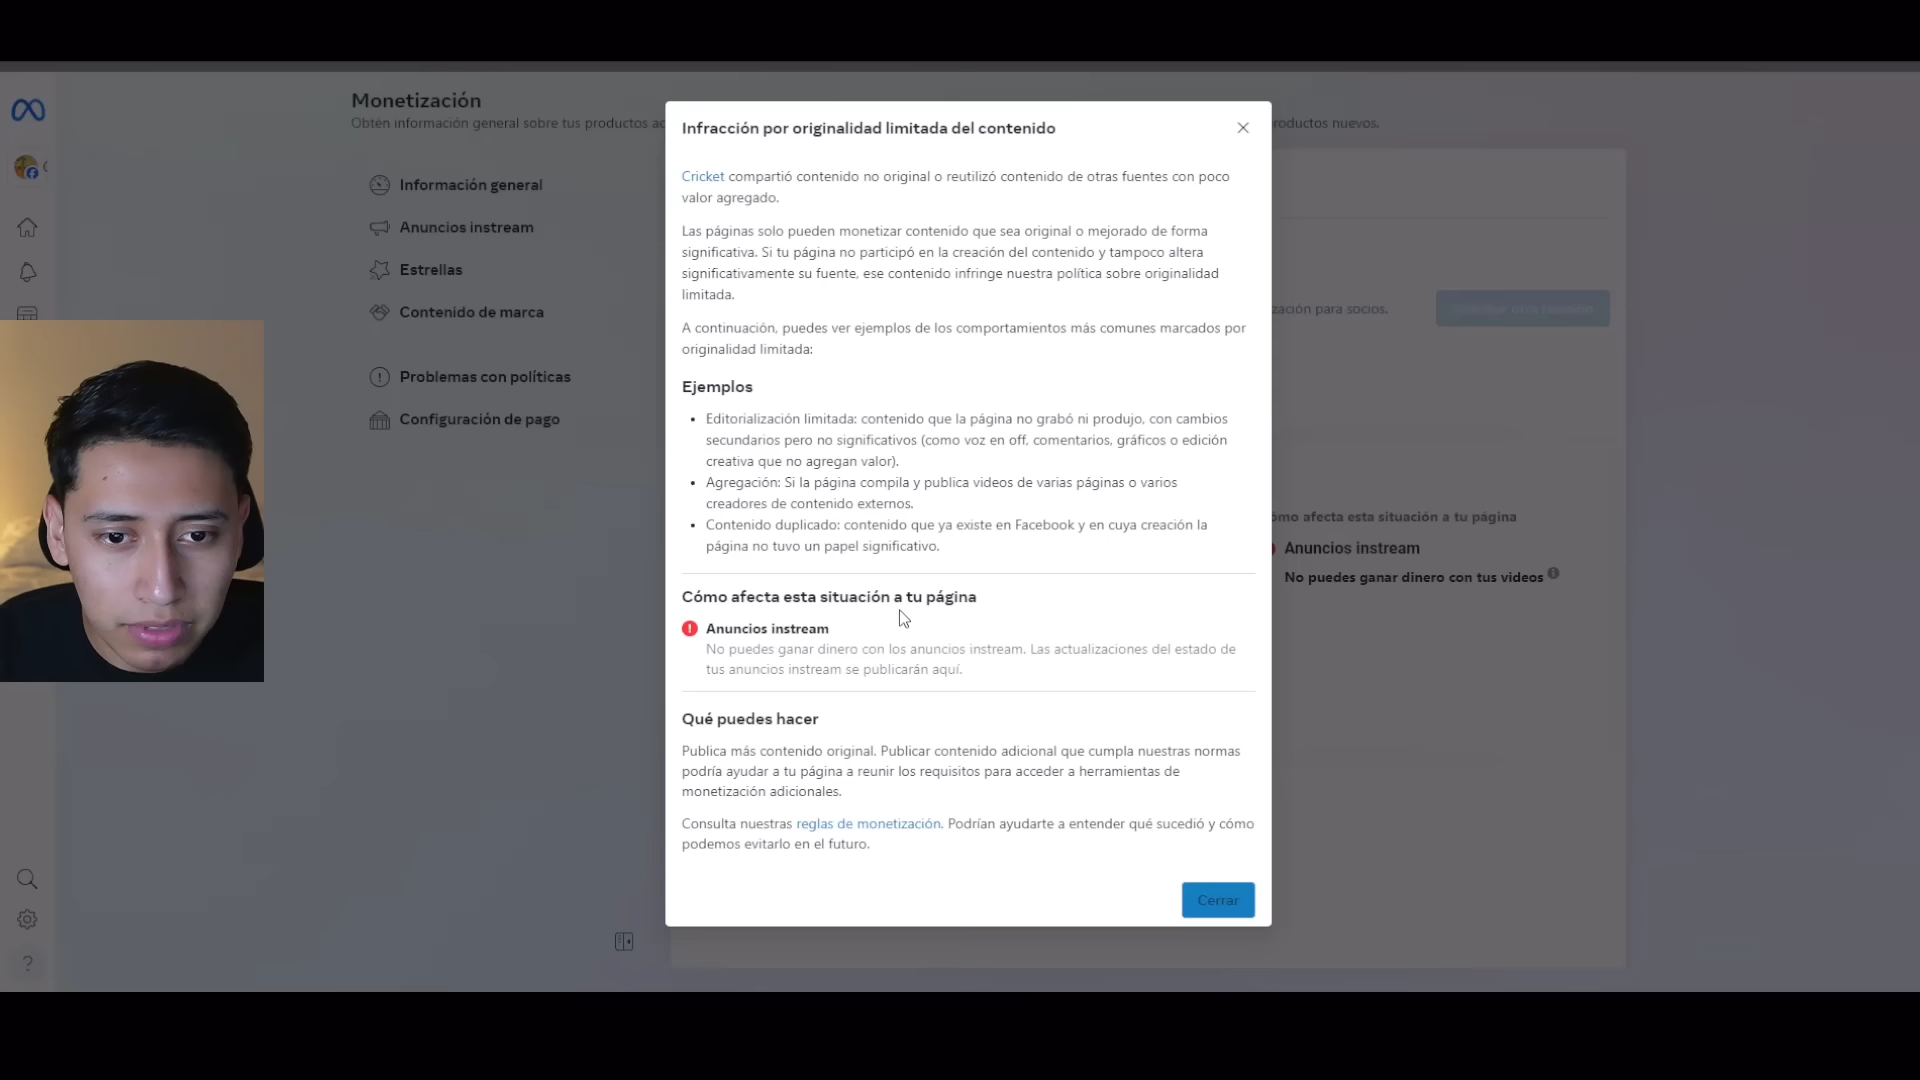 Monetización
Obtén información general sobre tus productos ac
roductos nuevos.
Información general
Anuncios instream
Estrellas
Contenido de marca
Problemas con políticas
Configuración de pago
Infracción por originalidad limitada del contenido
Cricket compartió contenido no original o reutilizó contenido de otras fuentes con poco
valor agregado.
Las páginas solo pueden monetizar contenido que sea original o mejorado de forma
significativa. Si tu página no participó en la creación del contenido y tampoco altera
significativamente su fuente, ese contenido infringe nuestra política sobre originalidad
limitada.
A continuación, puedes ver ejemplos de los comportamientos más comunes marcados por
originalidad limitada:
Ejemplos
• Editorialización limitada: contenido que la página no grabó ni produjo, con cambios
secundarios pero no significativos (como voz en off, comentarios, gráficos o edición
creativa que no agregan valor).
• Agregación: Si la página compila y publica videos de varias páginas o varios
creadores de contenido externos.
• Contenido duplicado: contenido que ya existe en Facebook y en cuya creación la
página no tuvo un papel significativo.
Cómo afecta esta situación a tu página
Anuncios instream
No puedes ganar dinero con los anuncios instream. Las actualizaciones del estado de
tus anuncios instream se publicarán aquí.
Qué puedes hacer
Publica más contenido original. Publicar contenido adicional que cumpla nuestras normas
podría ayudar a tu página a reunir los requisitos para acceder a herramientas de
monetización adicionales.
Consulta nuestras reglas de monetización. Podrían ayudarte a entender qué sucedió y cómo
podemos evitarlo en el futuro.
Cerrar
zación para socios.
ómo afecta esta situación a tu página
Anuncios instream
No puedes ganar dinero con tus videos